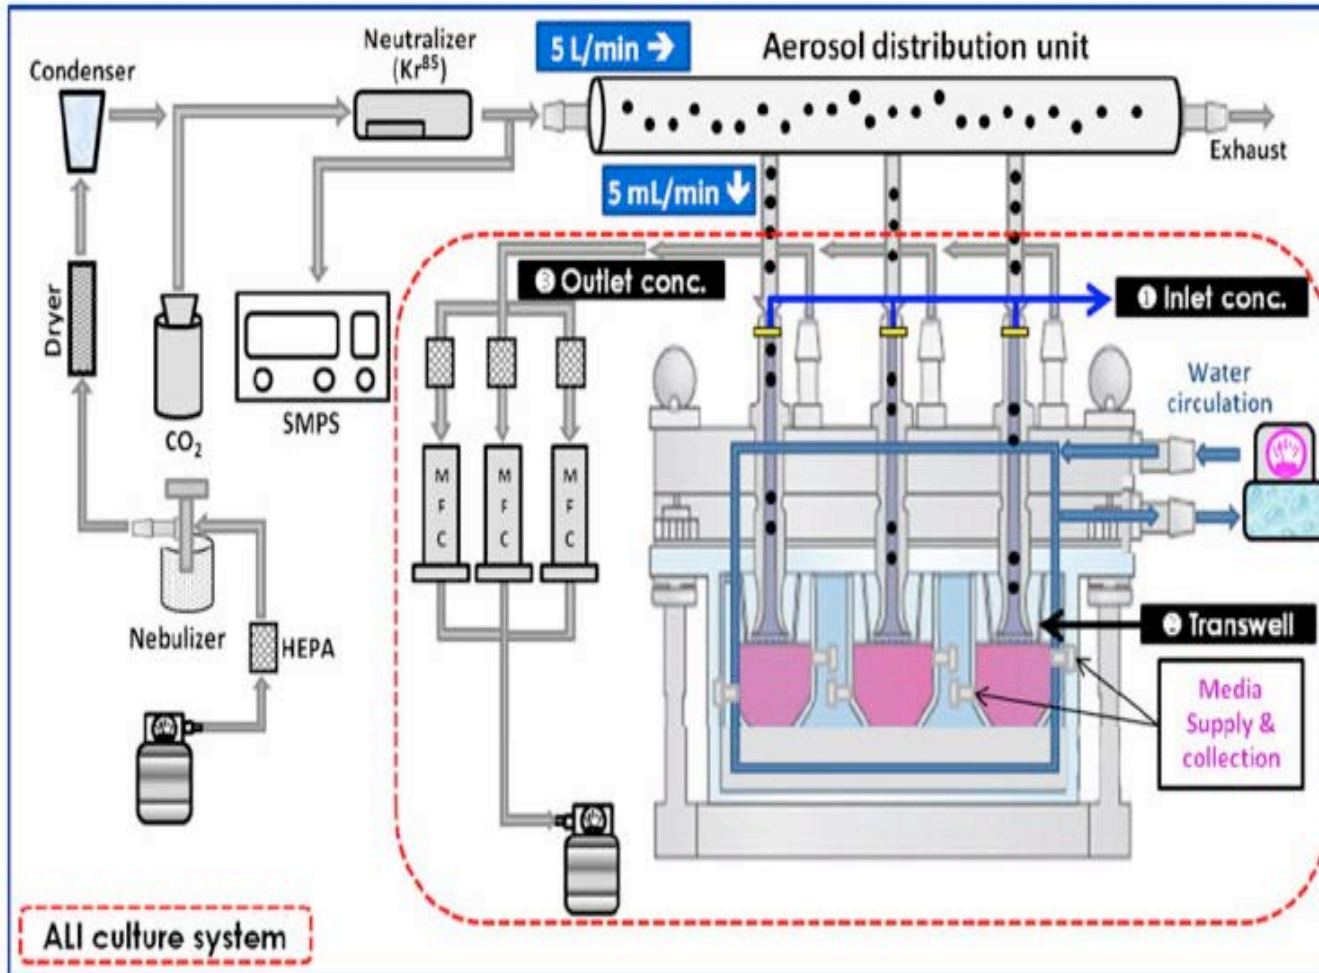 Condenser
Neutralizer
(Kr⁸⁵)
5 L/min →
Aerosol distribution unit
Exhaust
5 mL/min ↓
Dryer
CO₂
SMPS
❸ Outlet conc.
❶ Inlet conc.
Water
circulation
M F C
M F C
M F C
Nebulizer
HEPA
❷ Transwell
Media
Supply &
collection
ALI culture system